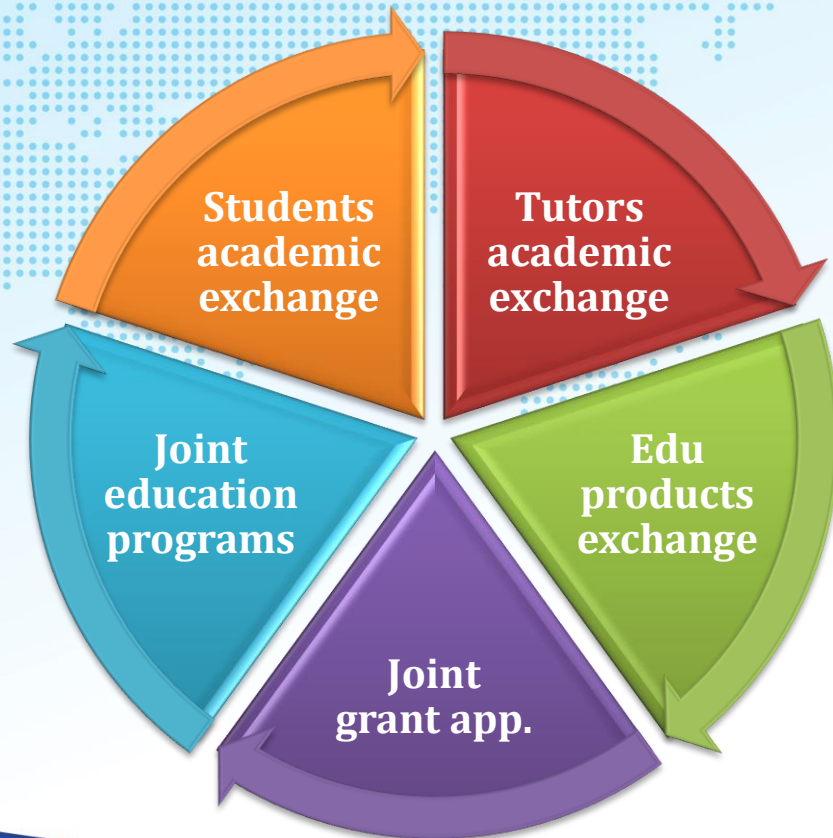 Students
academic
exchange
Tutors
academic
exchange
Edu
products
exchange
Joint
grant app.
Joint
education
programs